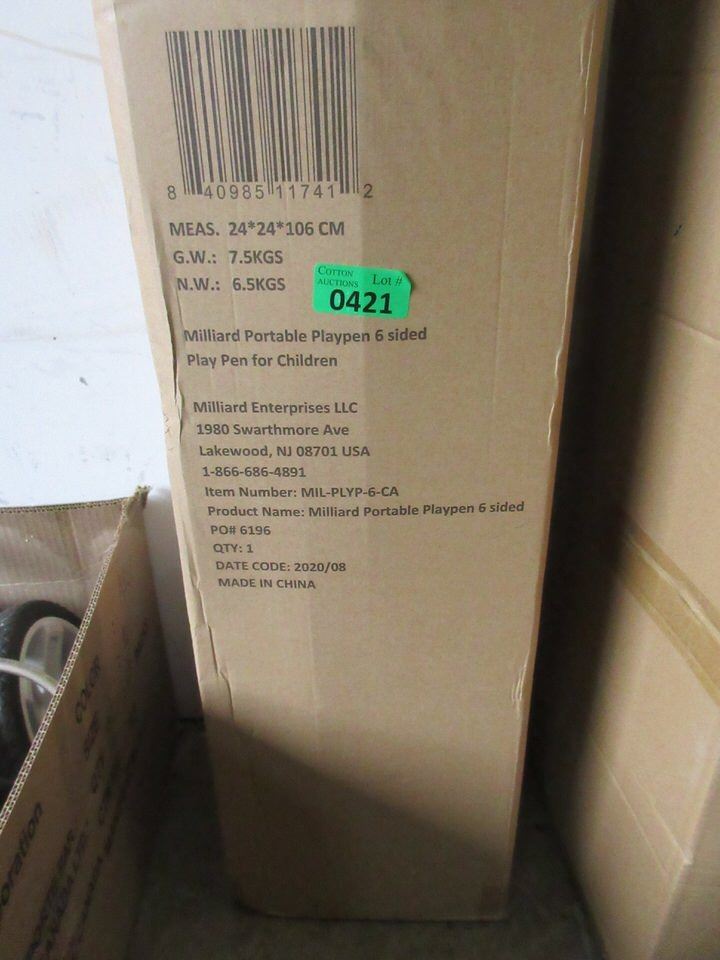 8 40985 11741 2
MEAS. 24*24*106 CM
G.W.: 7.5KGS
N.W.: 6.5KGS
COTTON AUCTIONS Lot #
0421
Milliard Portable Playpen 6 sided
Play Pen for Children
Milliard Enterprises LLC
1980 Swarthmore Ave
Lakewood, NJ 08701 USA
1-866-686-4891
Item Number: MIL-PLYP-6-CA
Product Name: Milliard Portable Playpen 6 sided
PO# 6196
QTY: 1
DATE CODE: 2020/08
MADE IN CHINA
COLOR
SIZE
QTY